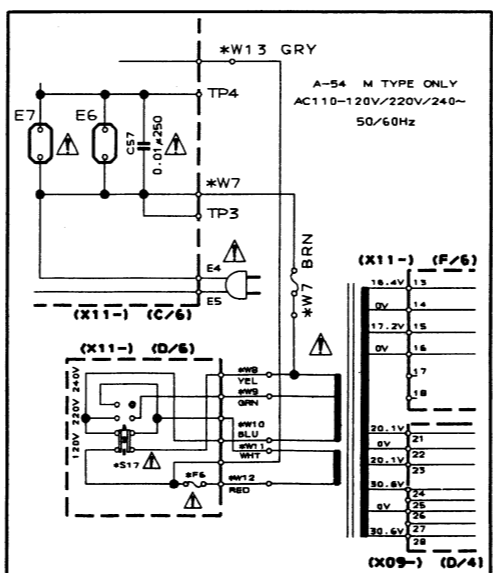 *W13 GRY
A-54 M TYPE ONLY
AC110-120V/220V/240~
50/60Hz
TP4
E7
E6
C57
0.01μ250
*W7
TP3
*W7 BRN
E4
E5
(X11-) (C/6)
(X11-) (F/6)
16.4V 13
0V 14
17.2V 15
0V 16
17
18
(X11-) (D/6)
120V 220V 240V
*S17
*F6
*W8
YEL
*W9
GRN
*W10
BLU
*W11
WHT
*W12
RED
20.1V 21
0V 22
20.1V 23
30.6V 24
0V 25
26
30.6V 27
28
(X09-) (D/4)